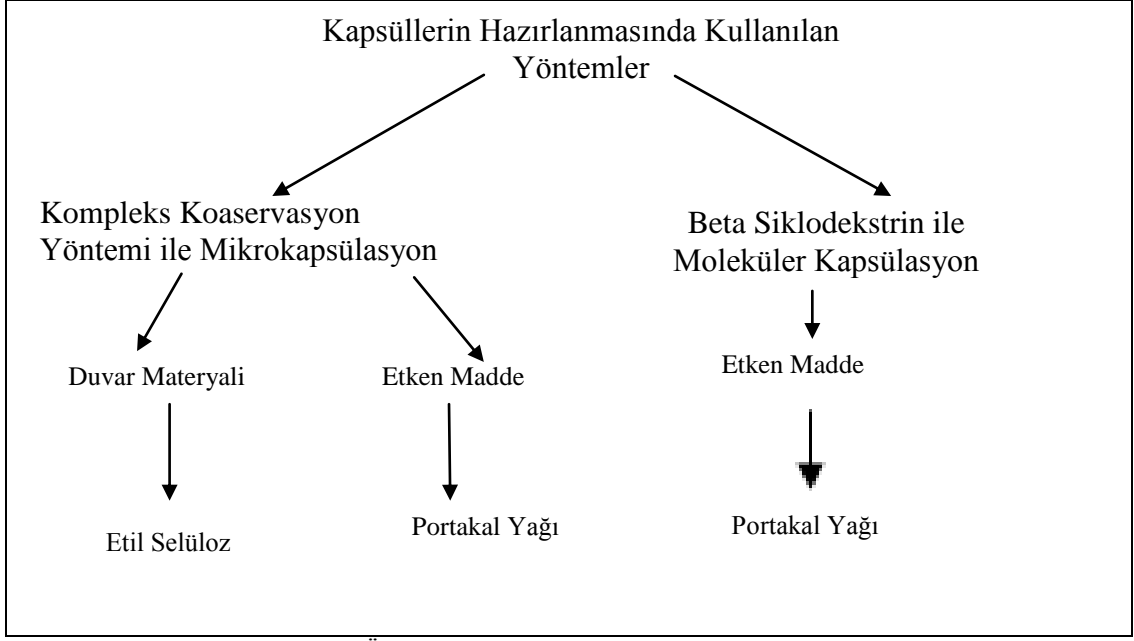 Kapsüllerin Hazırlanmasında Kullanılan
Yöntemler
Kompleks Koaservasyon
Yöntemi ile Mikrokapsülasyon
Beta Siklodekstrin ile
Moleküler Kapsülasyon
Duvar Materyali
Etken Madde
Etken Madde
Etil Selüloz
Portakal Yağı
Portakal Yağı